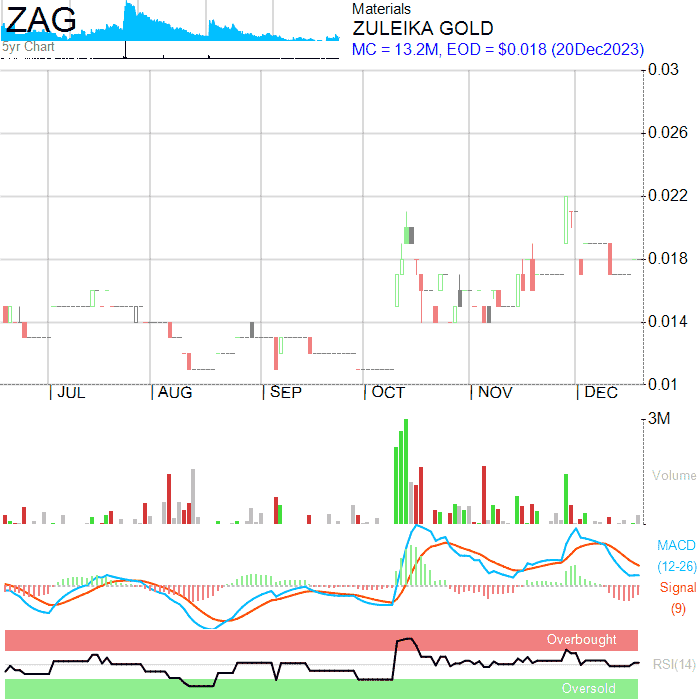 ZAG
5yr Chart
Materials
ZULEIKA GOLD
MC = 13.2M, EOD = $0.018 (20Dec2023)
0.03
0.026
0.022
0.018
0.014
0.01
JUL AUG SEP OCT NOV DEC
3M
Volume
MACD
(12-26)
Signal
(9)
Overbought
RSI(14)
Oversold